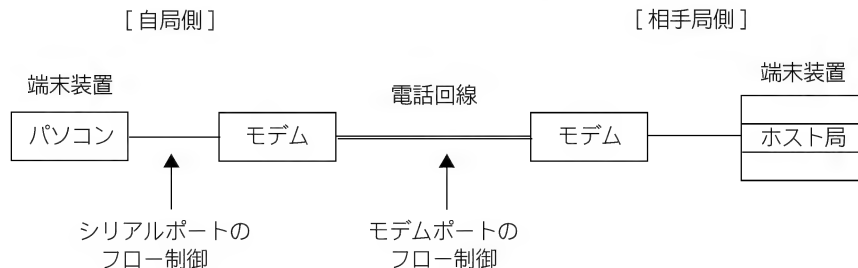 [ 自局側 ]
[ 相手局側 ]
端末装置
電話回線
端末装置
パソコン
モデム
モデム
ホスト局
シリアルポートの
フロー制御
モデムポートの
フロー制御